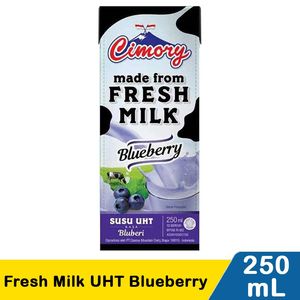 Cimory
made from
FRESH
MILK
Blueberry
SUSU UHT
RASA
Bluberi
250 ml
Fresh Milk UHT Blueberry
250
mL